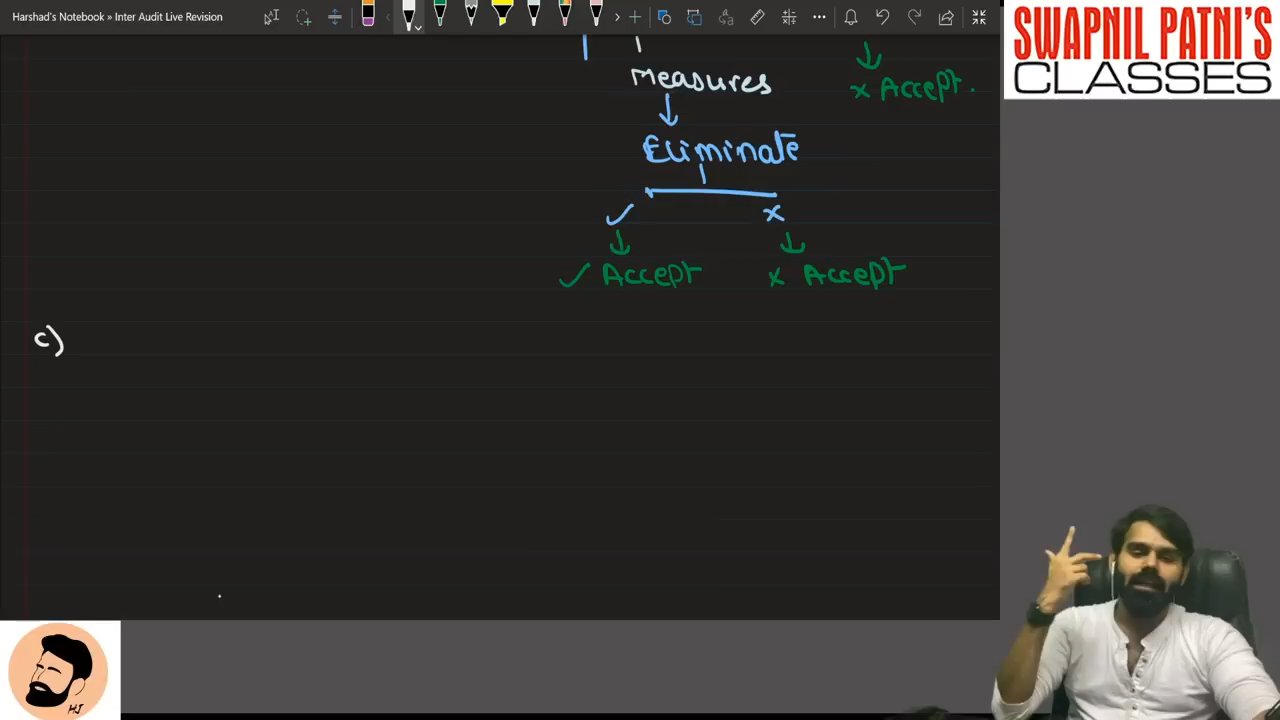 Harshad's Notebook » Inter Audit Live Revision
SWAPNIL PATNI'S
CLASSES
Measures
x Accept.
Eliminate
✓ x
✓ Accept x Accept
c)
HJ